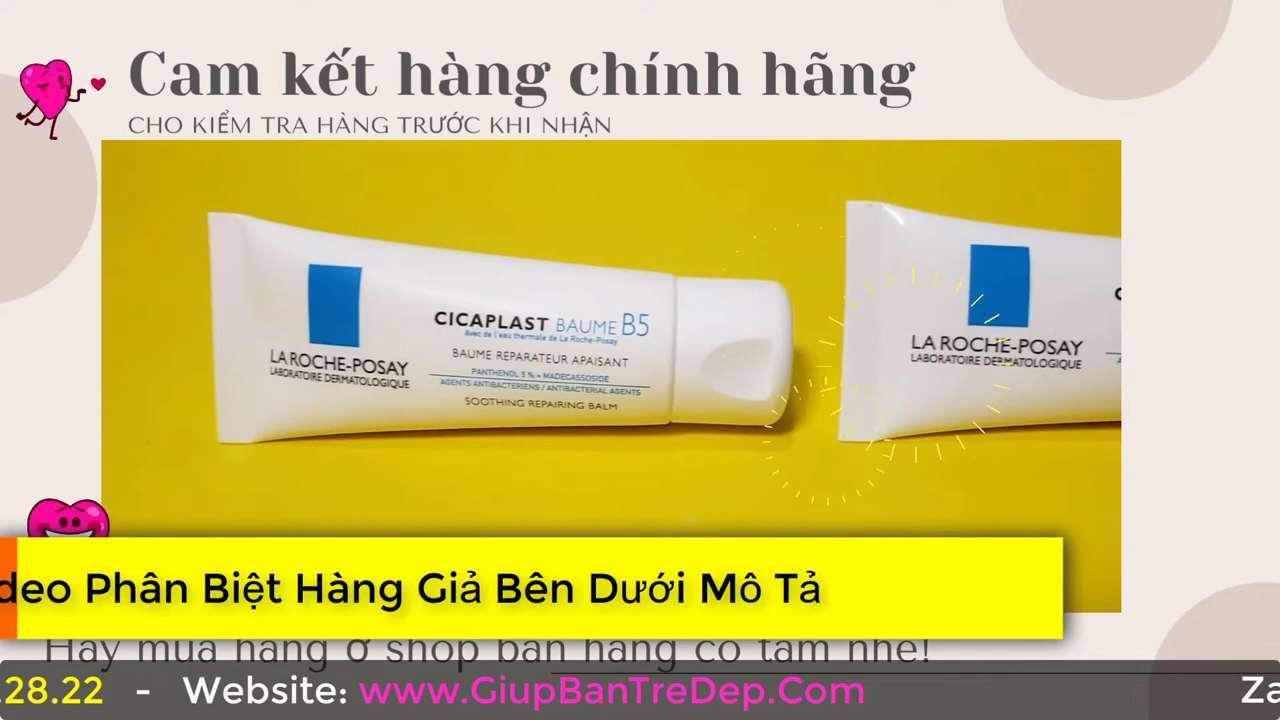 Cam kết hàng chính hãng
CHO KIỂM TRA HÀNG TRƯỚC KHI NHẬN
CICAPLAST BAUME B5
Avec de l'eau thermale de La Roche-Posay
BAUME REPARATEUR APAISANT
PANTHENOL 5 % + MADECASSOSIDE
AGENTS ANTIBACTERIENS / ANTIBACTERIAL AGENTS
SOOTHING REPAIRING BALM
LA ROCHE-POSAY
LABORATOIRE DERMATOLOGIQUE
LA ROCHE-POSAY
LABORATOIRE DERMATOLOGIQUE
deo Phân Biệt Hàng Giả Bên Dưới Mô Tả
Hãy mua hàng ở shop bán hàng có tâm nhé!
.28.22 - Website: www.GiupBanTreDep.Com Za